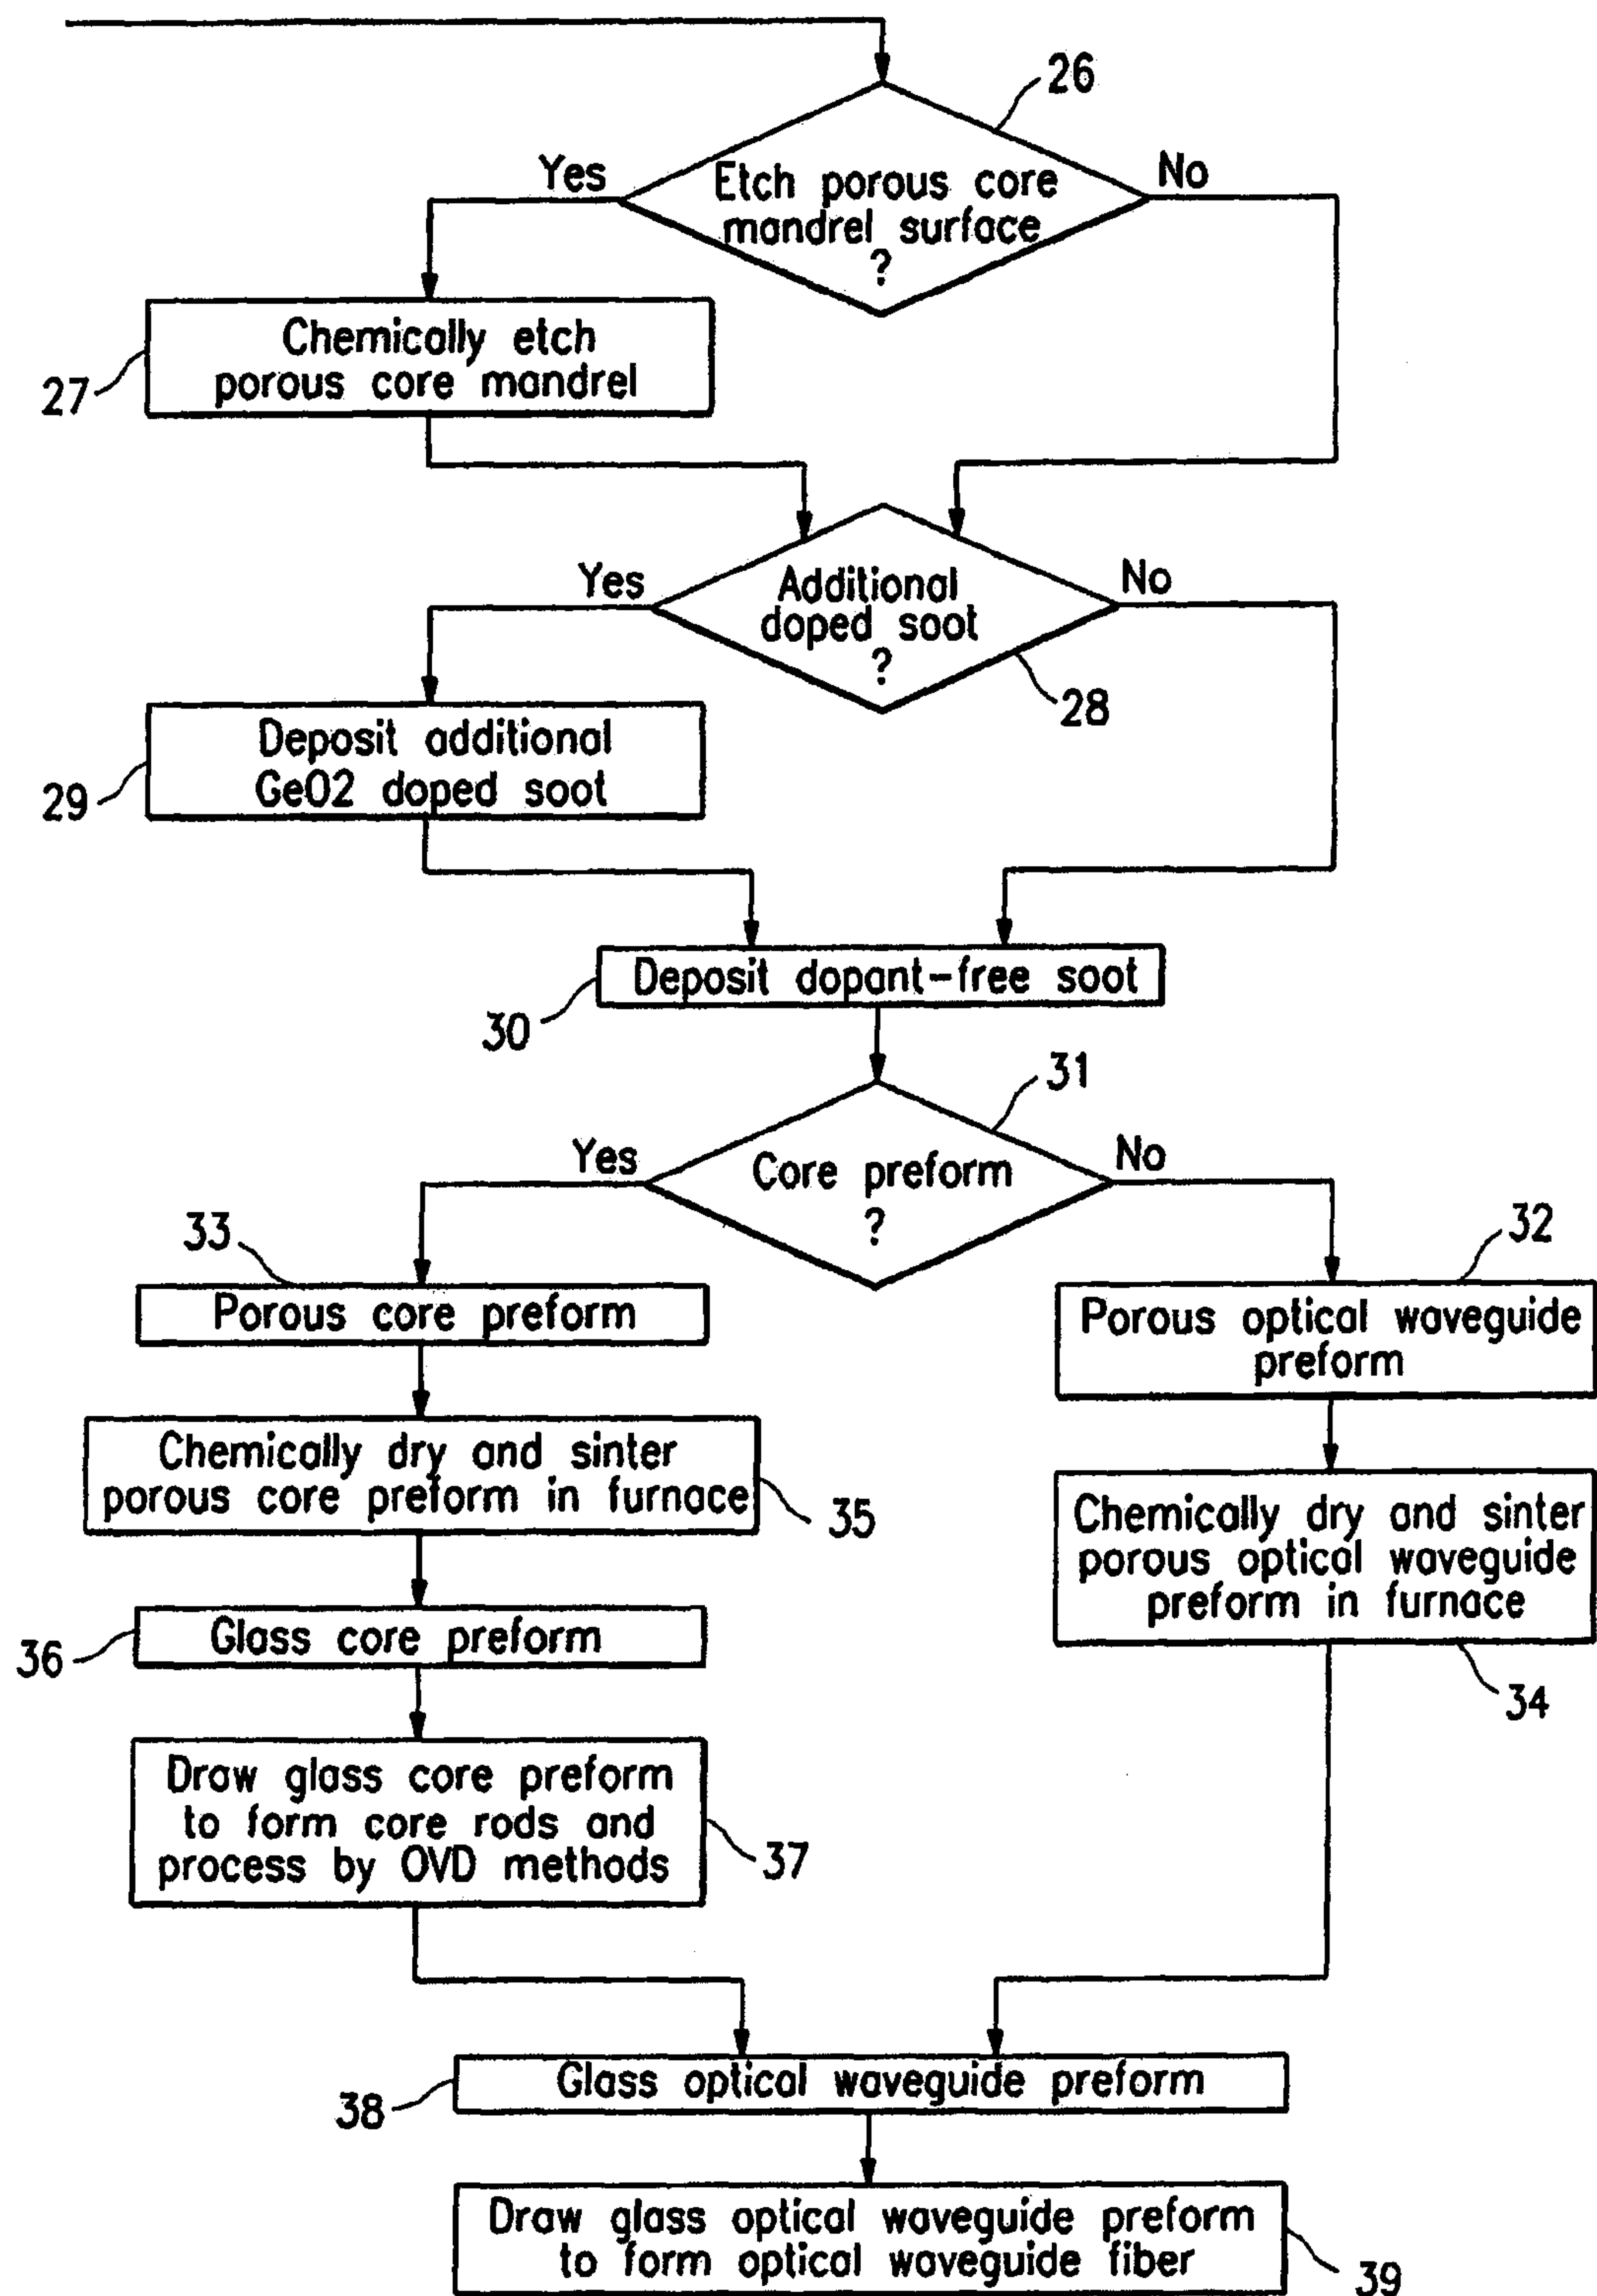 26
Yes
Etch porous core
No
mandrel surface
?
Chemically etch
porous core mandrel
27
Yes
Additional
No
doped soot
?
28
Deposit additional
GeO2 doped soot
29
Deposit dopant-free soot
30
31
Yes
Core preform
No
?
33
32
Porous core preform
Porous optical waveguide
preform
Chemically dry and sinter
porous core preform in furnace
35
Chemically dry and sinter
porous optical waveguide
preform in furnace
34
Glass core preform
36
Draw glass core preform
to form core rods and
process by OVD methods
37
Glass optical waveguide preform
38
Draw glass optical waveguide preform
to form optical waveguide fiber
39